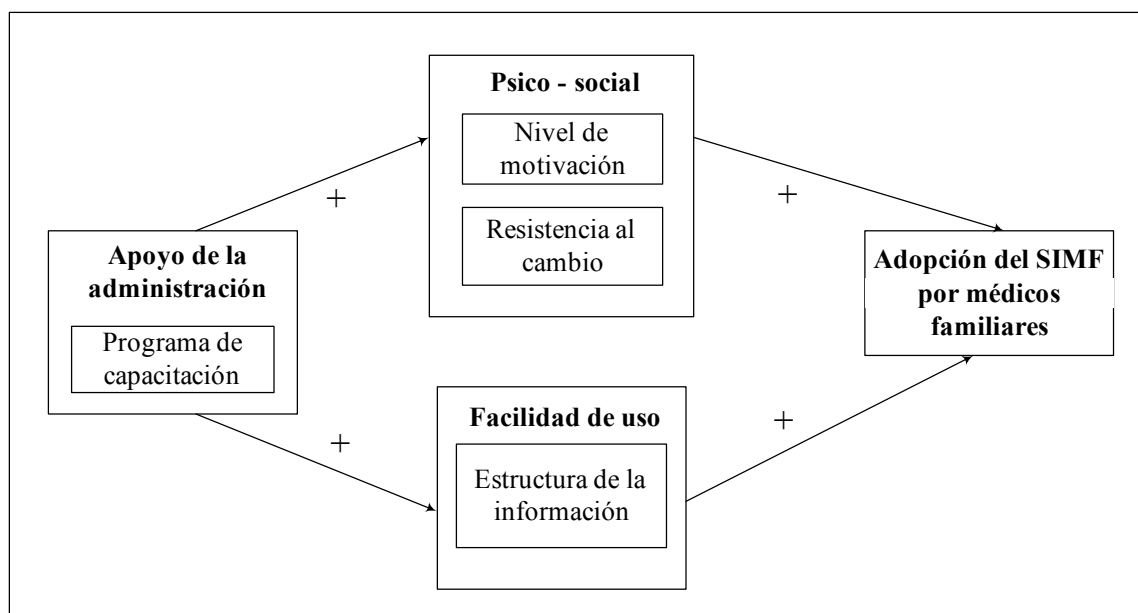 Psico - social
Nivel de
motivación
Resistencia al
cambio
+
+
Apoyo de la
administración
Programa de
capacitación
Adopción del SIMF
por médicos
familiares
+
+
Facilidad de uso
Estructura de la
información